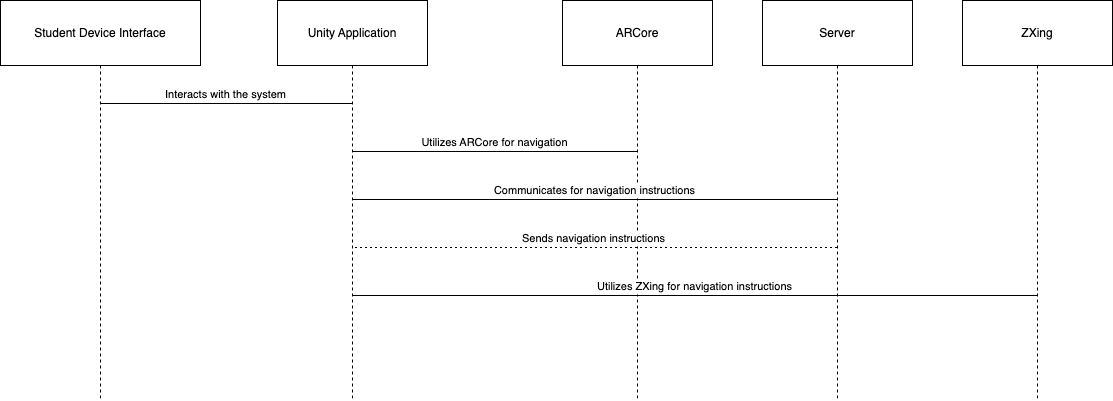 Student Device Interface
Unity Application
ARCore
Server
ZXing
Interacts with the system
Utilizes ARCore for navigation
Communicates for navigation instructions
Sends navigation instructions
Utilizes ZXing for navigation instructions